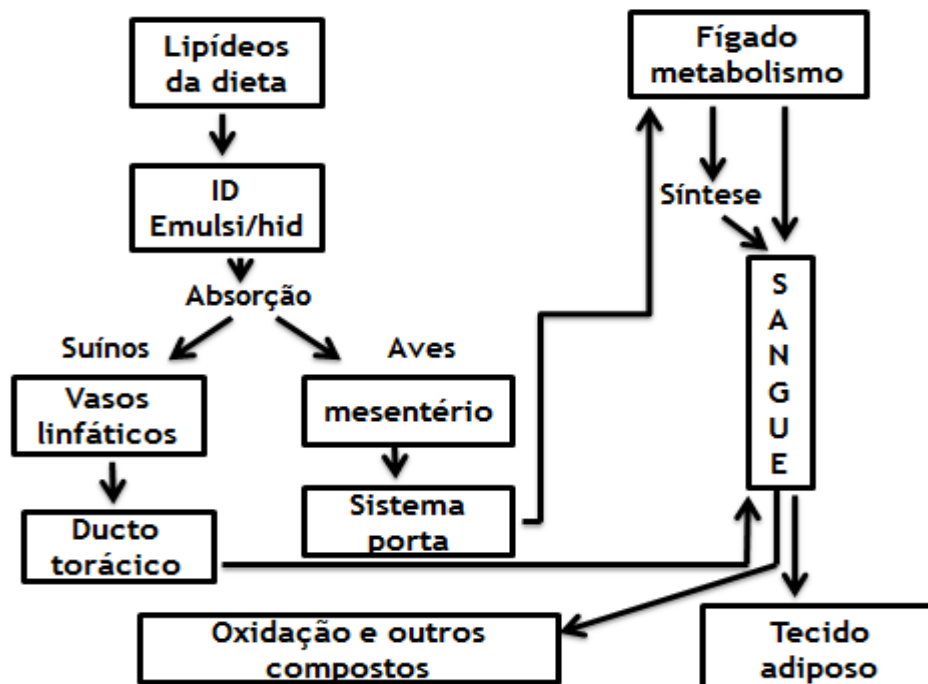 Lipídeos
da dieta
ID
Emulsi/hid
Absorção
Suínos
Aves
Vasos
linfáticos
mesentério
Ducto
torácico
Sistema
porta
Fígado
metabolismo
Síntese
S
A
N
G
U
E
Oxidação e outros
compostos
Tecido
adiposo